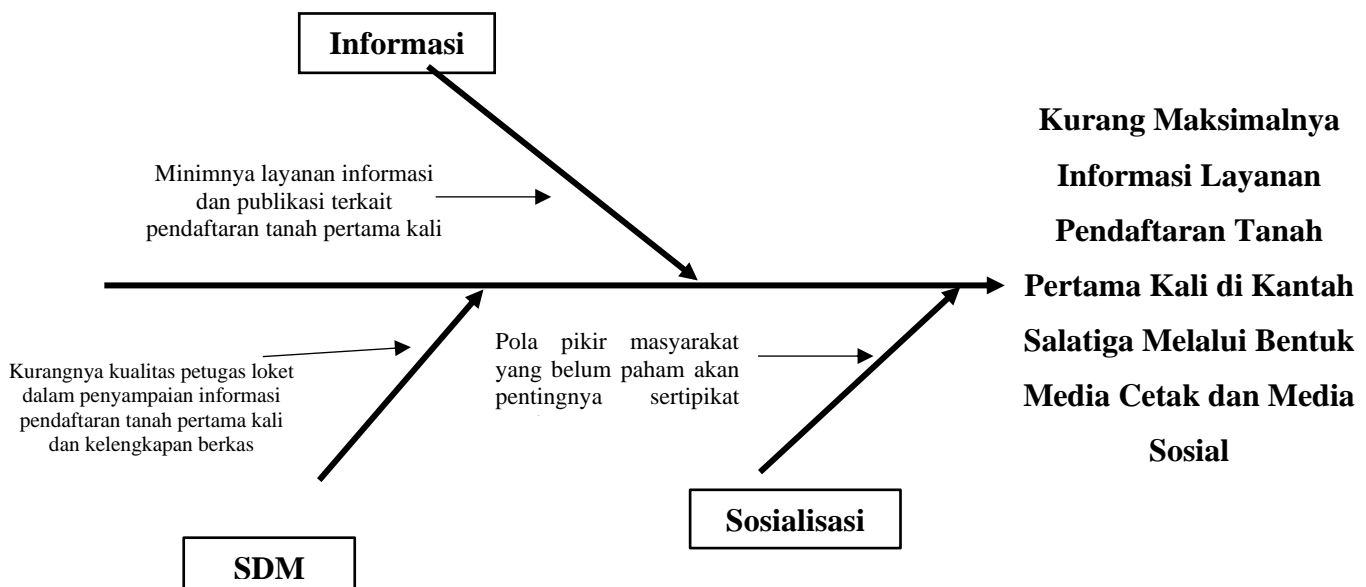 Informasi
Minimnya layanan informasi
dan publikasi terkait
pendaftaran tanah pertama kali
Kurang Maksimalnya
Informasi Layanan
Pendaftaran Tanah
Pertama Kali di Kantah
Salatiga Melalui Bentuk
Media Cetak dan Media
Sosial
Kurangnya kualitas petugas loket
dalam penyampaian informasi
pendaftaran tanah pertama kali
dan kelengkapan berkas
Pola pikir masyarakat
yang belum paham akan
pentingnya sertipikat
SDM
Sosialisasi